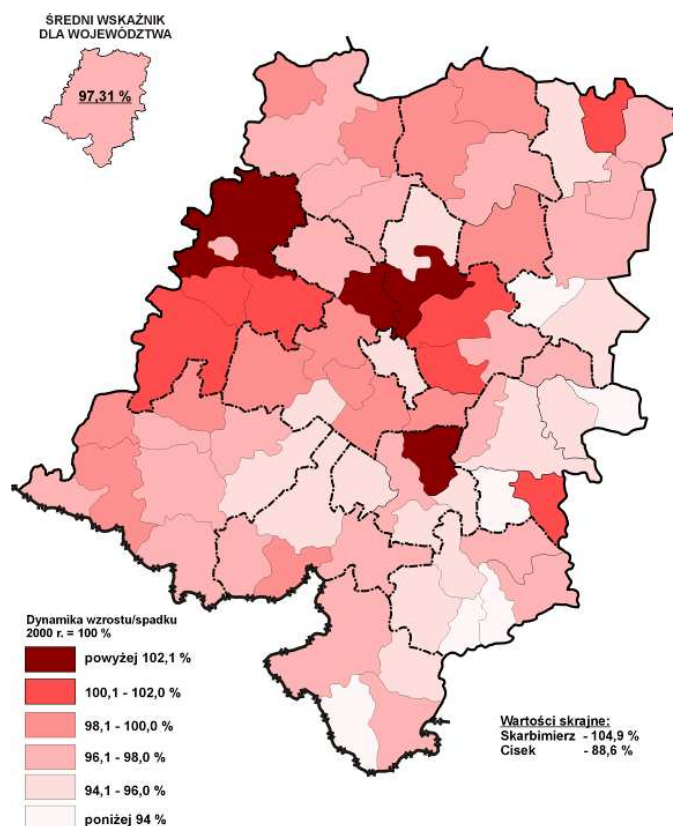 ŚREDNI WSKAŹNIK
DLA WOJEWÓDZTWA
97,31 %
Dynamika wzrostu/spadku
2000 r. = 100 %
powyżej 102,1 %
100,1 - 102,0 %
98,1 - 100,0 %
96,1 - 98,0 %
94,1 - 96,0 %
poniżej 94 %
Wartości skrajne:
Skarbimierz - 104,9 %
Cisek - 88,6 %